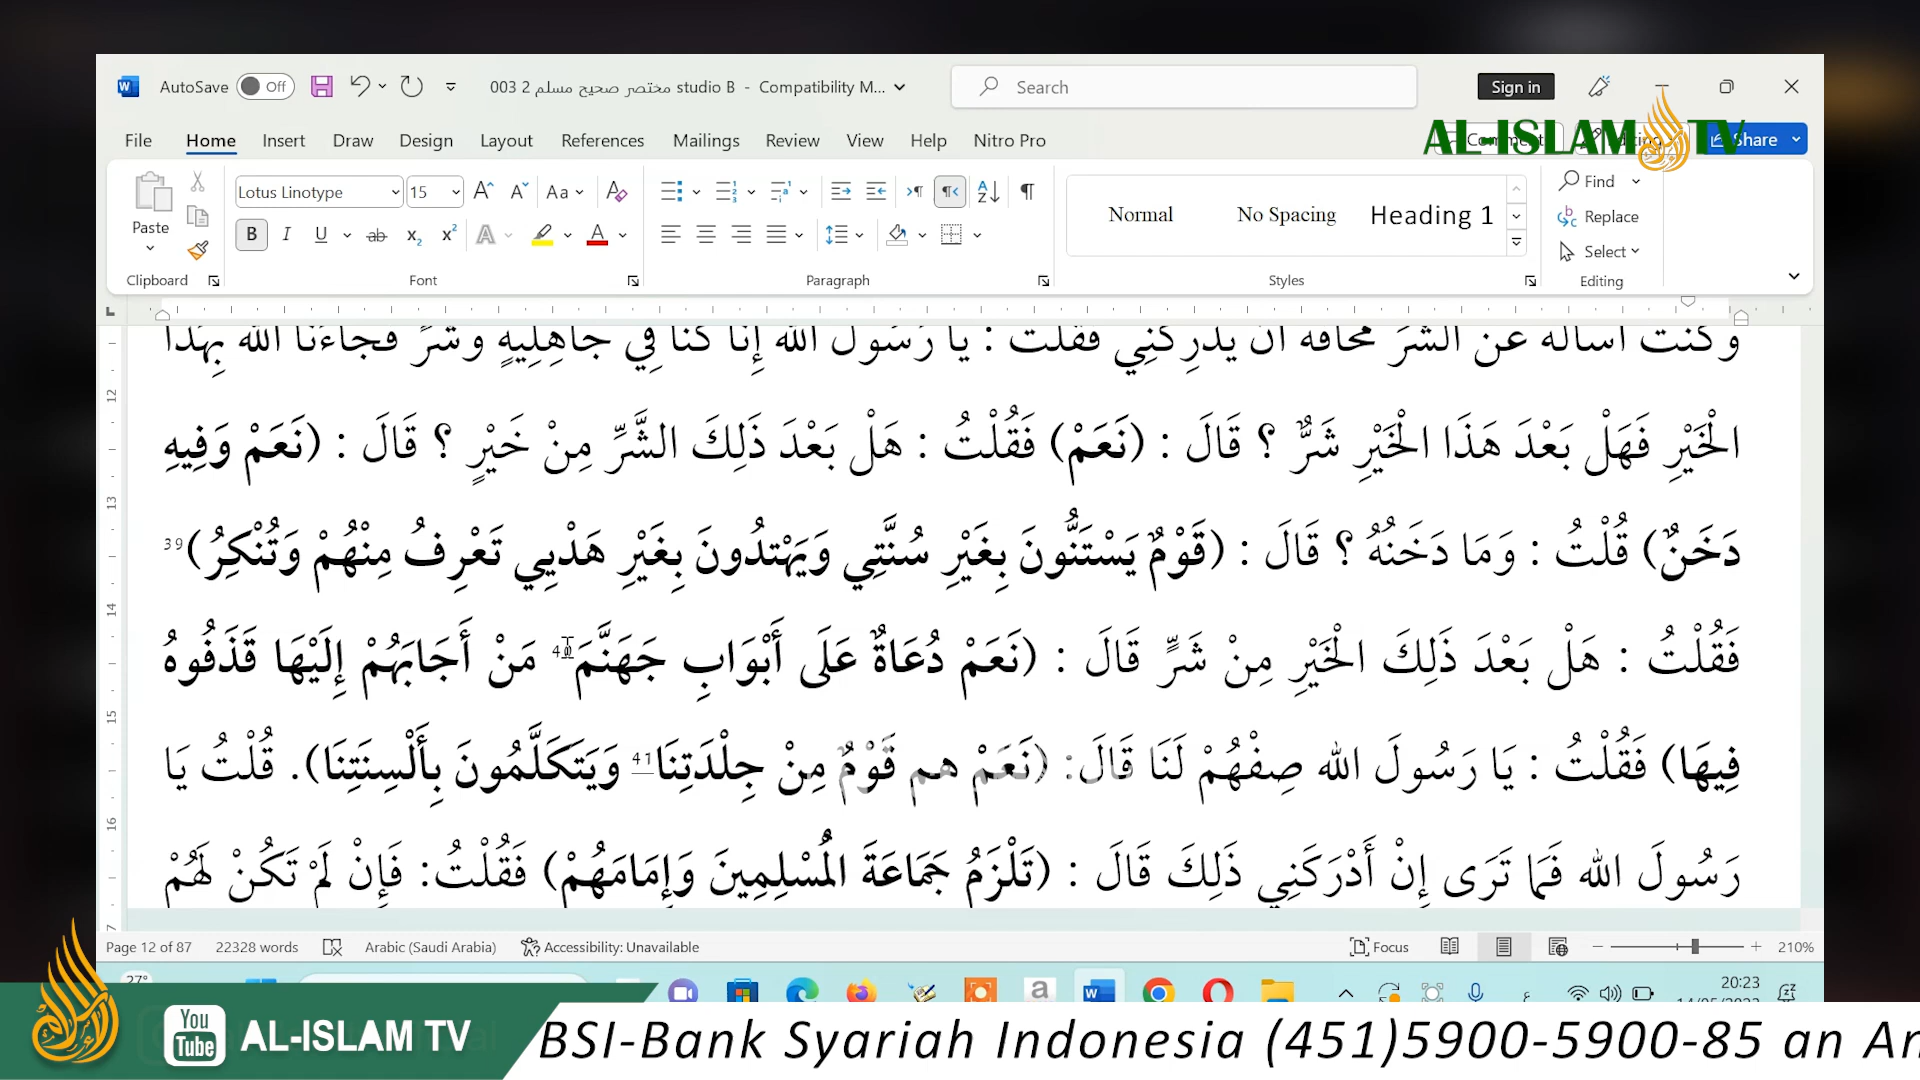 AutoSave Off مختصر صحيح مسلم 2 003 studio B - Compatibility M... Search Sign in
File Home Insert Draw Design Layout References Mailings Review View Help Nitro Pro Share
AL-ISLAM TV
Paste
Lotus Linotype 15 Aa
Normal No Spacing Heading 1
Find
Replace
Select
Clipboard Font Paragraph Styles Editing
وكنت أسأله عن الشر مخافة أن يدركني فقلت : يا رسول الله إنا كنا في جاهلية وشر فجاءنا الله بهذا
الْخَيْرِ فَهَلْ بَعْدَ هَذَا الْخَيْرِ شَرٌّ ؟ قَالَ : (نَعَمْ) فَقُلْتُ : هَلْ بَعْدَ ذَلِكَ الشَّرِّ مِنْ خَيْرٍ ؟ قَالَ : (نَعَمْ وَفِيهِ
دَخَنٌ) قُلْتُ : وَمَا دَخَنُهُ ؟ قَالَ : (قَوْمٌ يَسْتَنُّونَ بِغَيْرِ سُنَّتِي وَيَهْتدُونَ بِغَيْرِ هَدْيِي تَعْرِفُ مِنْهُمْ وَتُنْكِرُ)39
فَقُلْتُ : هَلْ بَعْدَ ذَلِكَ الْخَيْرِ مِنْ شَرٍّ قَالَ : (نَعَمْ دُعَاةٌ عَلَى أَبْوَابِ جَهَنَّمَ40 مَنْ أَجَابَهُمْ إِلَيْهَا قَذَفُوهُ
فِيهَا) فَقُلْتُ : يَا رَسُولَ الله صِفْهُمْ لَنَا قَالَ: (نَعَمْ هم قَوْمٌ مِنْ جِلْدَتِنَا41 وَيَتَكَلَّمُونَ بِأَلْسِنَتِنَا). قُلْتُ يَا
رَسُولَ الله فَمَا تَرَى إِنْ أَدْرَكَنِي ذَلِكَ قَالَ : (تَلْزَمُ جَمَاعَةَ الْمُسْلِمِينَ وَإِمَامَهُمْ) فَقُلْتُ: فَإِنْ لَمْ تَكُنْ لَهُمْ
Page 12 of 87 22328 words Arabic (Saudi Arabia) Accessibility: Unavailable Focus 210%
27° 20:23
You Tube AL-ISLAM TV BSI-Bank Syariah Indonesia (451)5900-5900-85 an